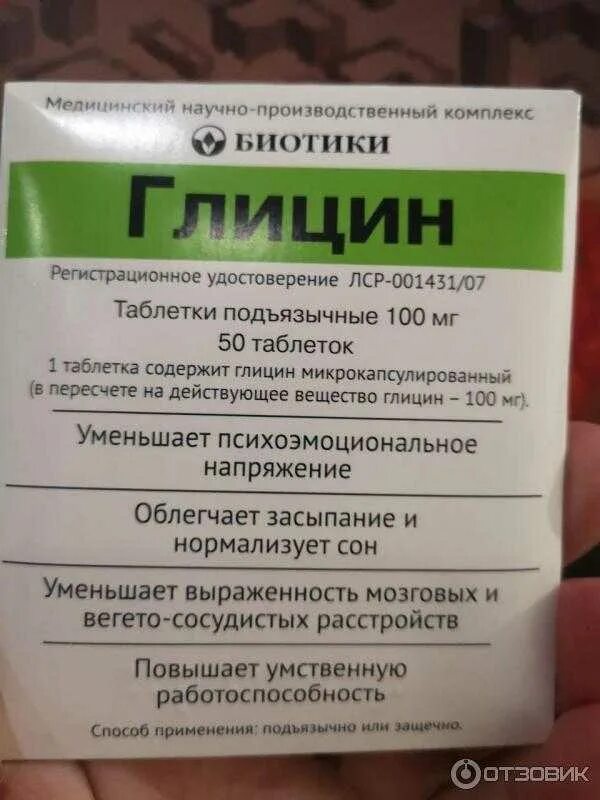 Медицинский научно-производственный комплекс
БИОТИКИ
Глицин
Регистрационное удостоверение ЛСР-001431/07
Таблетки подъязычные 100 мг
50 таблеток
1 таблетка содержит глицин микрокапсулированный
(в пересчете на действующее вещество глицин – 100 мг).
Уменьшает психоэмоциональное
напряжение
Облегчает засыпание и
нормализует сон
Уменьшает выраженность мозговых и
вегето-сосудистых расстройств
Повышает умственную
работоспособность
Способ применения: подъязычно или защечно.
ОТЗОВИК